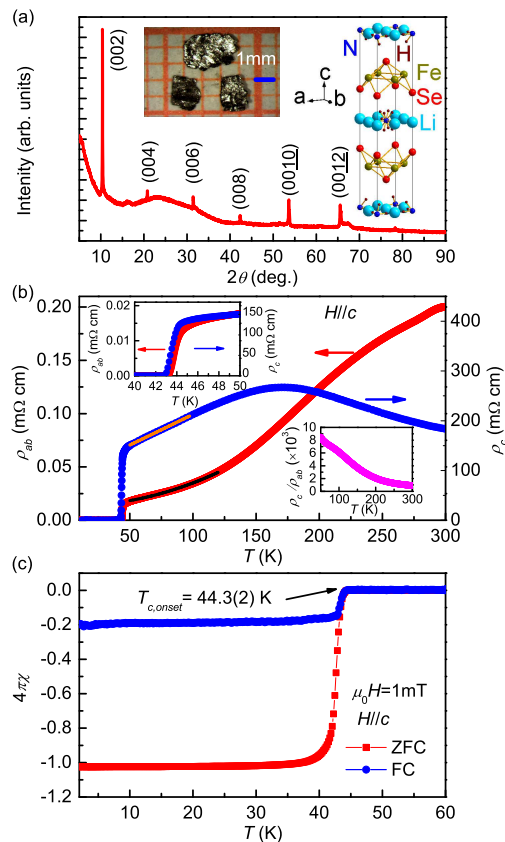 (a)
Intensity (arb. units)
(002)
(004)
(006)
(008)
(0010)
(0012)
1mm
N
H
Fe
Se
Li
c
a
b
10 20 30 40 50 60 70 80 90
2θ (deg.)
(b)
H//c
0.20
0.15
0.10
0.05
0.00
ρab (mΩ cm)
400
300
200
100
0
ρc (mΩ cm)
50 100 150 200 250 300
T (K)
0.02
0.01
0.00
ρab (mΩ cm)
150
100
50
0
ρc (mΩ cm)
40 42 44 46 48 50
T (K)
10
8
6
4
2
0
ρc /ρab (×10³)
100 200 300
T (K)
(c)
0.0
-0.2
-0.4
-0.6
-0.8
-1.0
-1.2
4πχ
Tc,onset= 44.3(2) K
μ0H=1mT
H//c
ZFC
FC
10 20 30 40 50 60
T (K)